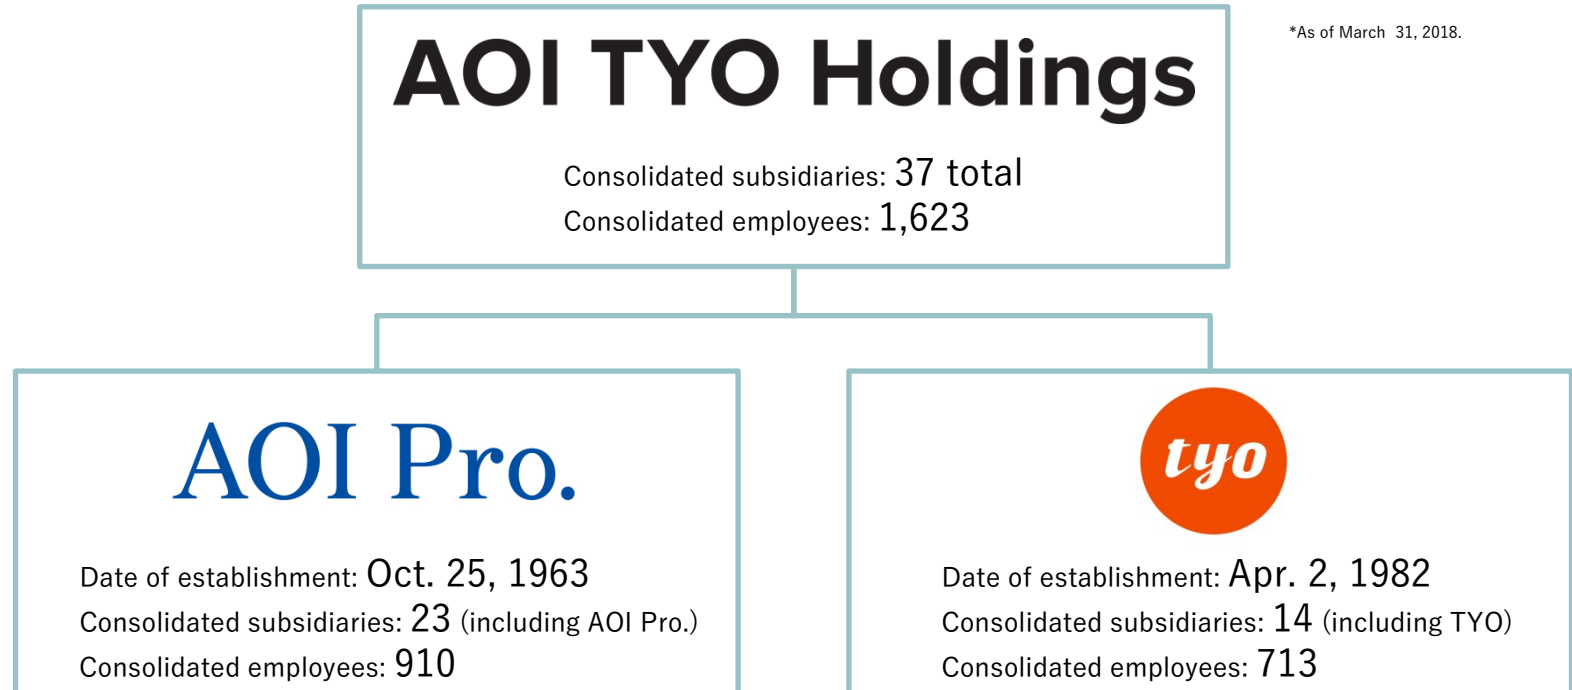 *As of March 31, 2018.
AOI TYO Holdings
Consolidated subsidiaries: 37 total
Consolidated employees: 1,623
AOI Pro.
Date of establishment: Oct. 25, 1963
Consolidated subsidiaries: 23 (including AOI Pro.)
Consolidated employees: 910
tyo
Date of establishment: Apr. 2, 1982
Consolidated subsidiaries: 14 (including TYO)
Consolidated employees: 713